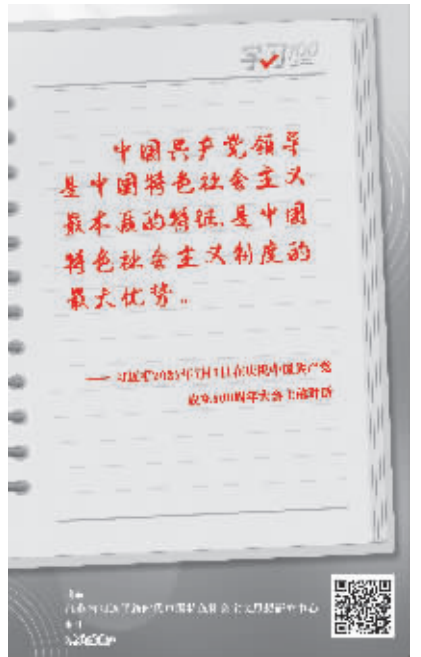 学习100
中国共产党领导
是中国特色社会主义
最本质的特征,是中国
特色社会主义制度的
最大优势。
—— 习近平2021年7月1日在庆祝中国共产党
成立100周年大会上的讲话